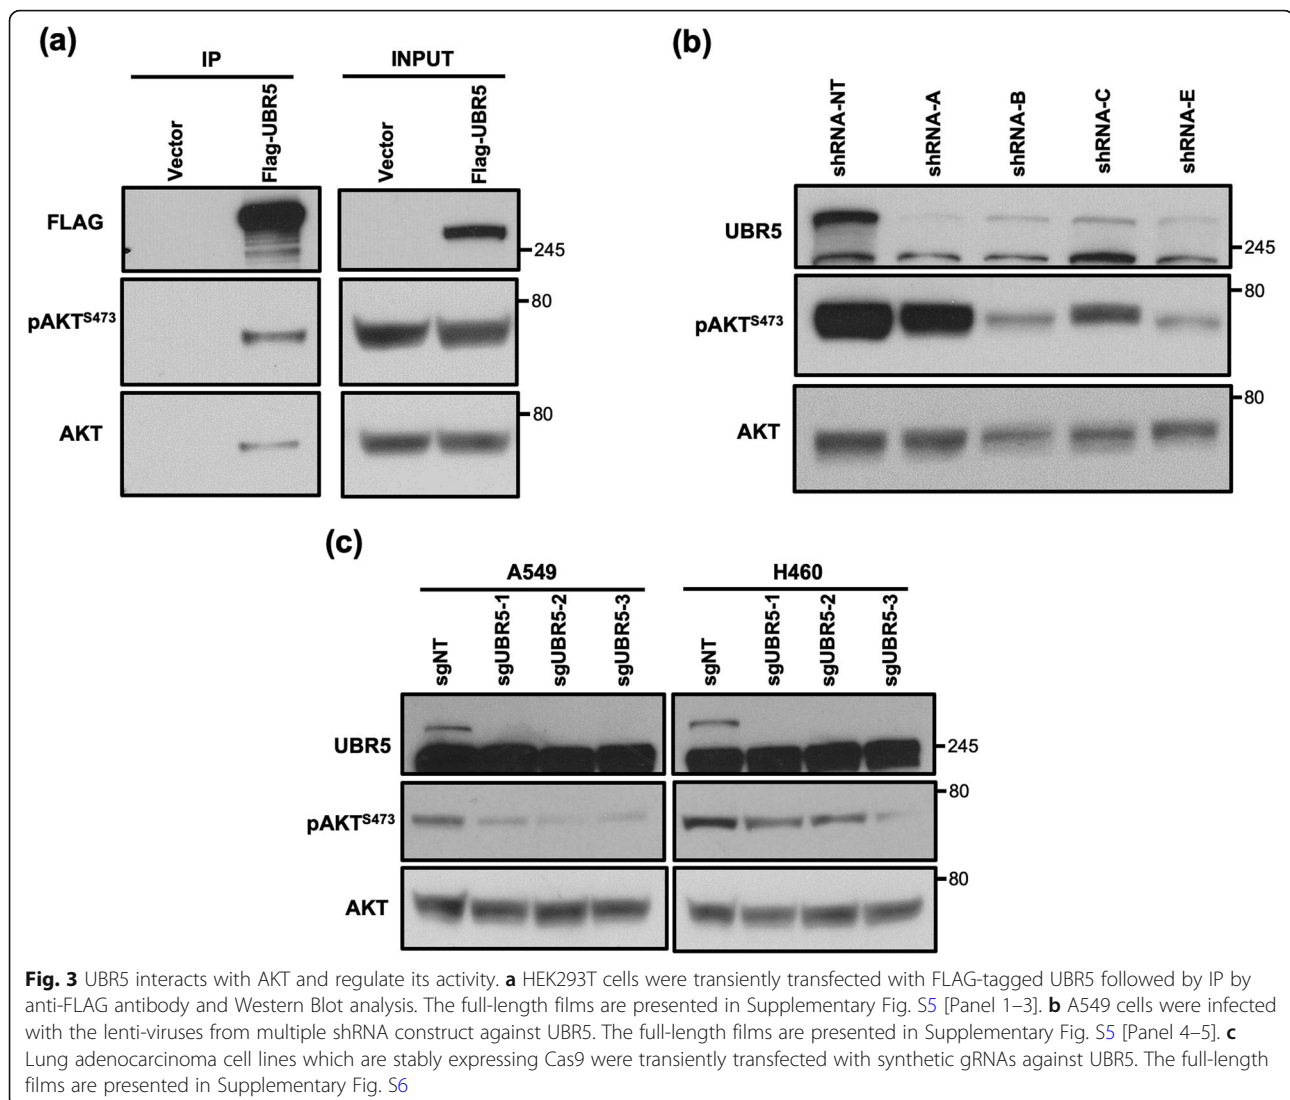 (a)
IP
INPUT
Vector
Flag-UBR5
Vector
Flag-UBR5
FLAG
245
pAKTS473
80
AKT
80
(b)
shRNA-NT
shRNA-A
shRNA-B
shRNA-C
shRNA-E
UBR5
245
pAKTS473
80
AKT
80
(c)
A549
H460
sgNT
sgUBR5-1
sgUBR5-2
sgUBR5-3
sgNT
sgUBR5-1
sgUBR5-2
sgUBR5-3
UBR5
245
pAKTS473
80
AKT
80
Fig. 3 UBR5 interacts with AKT and regulate its activity. a HEK293T cells were transiently transfected with FLAG-tagged UBR5 followed by IP by
anti-FLAG antibody and Western Blot analysis. The full-length films are presented in Supplementary Fig. S5 [Panel 1–3]. b A549 cells were infected
with the lenti-viruses from multiple shRNA construct against UBR5. The full-length films are presented in Supplementary Fig. S5 [Panel 4–5]. c
Lung adenocarcinoma cell lines which are stably expressing Cas9 were transiently transfected with synthetic gRNAs against UBR5. The full-length
films are presented in Supplementary Fig. S6